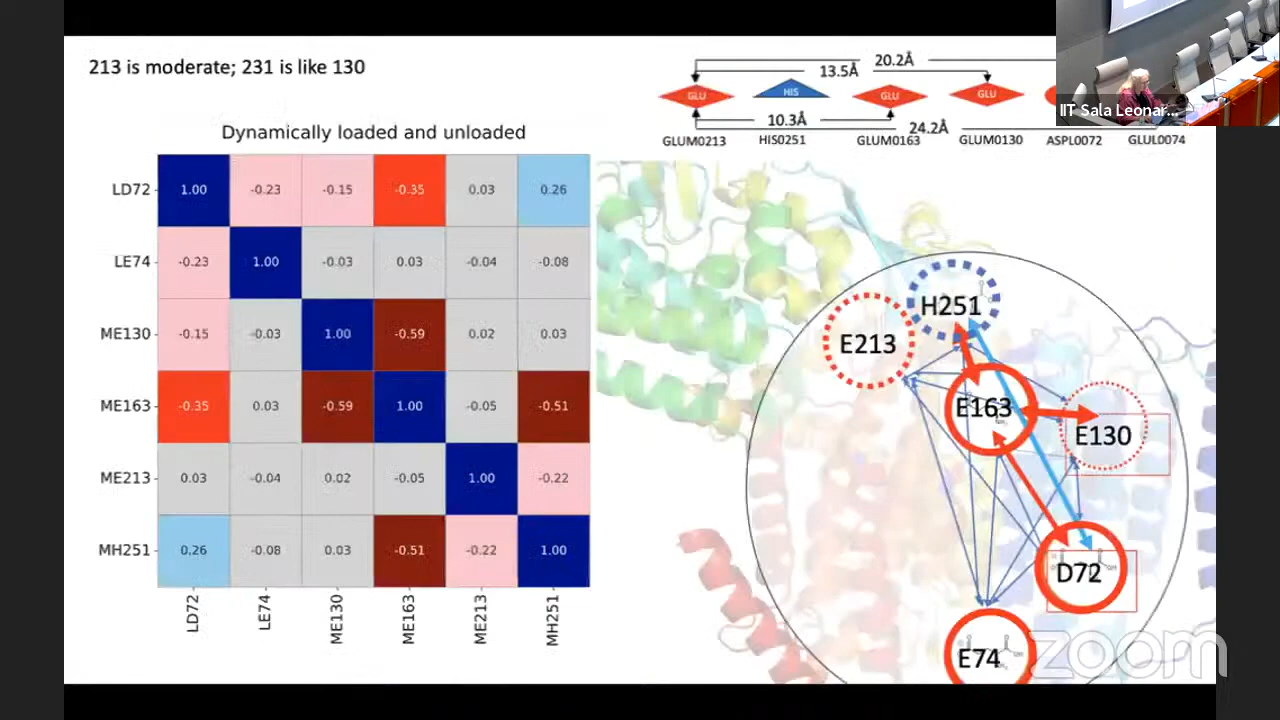 213 is moderate; 231 is like 130
20.2Å
13.5Å
GLU
HIS
GLU
GLU
10.3Å
24.2Å
GLUM0213
HIS0251
GLUM0163
GLUM0130
ASPL0072
GLUL0074
IIT Sala Leonar...
Dynamically loaded and unloaded
LD72 1.00 -0.23 -0.15 -0.35 0.03 0.26
LE74 -0.23 1.00 -0.03 0.03 -0.04 -0.08
ME130 -0.15 -0.03 1.00 -0.59 0.02 0.03
ME163 -0.35 0.03 -0.59 1.00 -0.05 -0.51
ME213 0.03 -0.04 0.02 -0.05 1.00 -0.22
MH251 0.26 -0.08 0.03 -0.51 -0.22 1.00
LD72
LE74
ME130
ME163
ME213
MH251
H251
E213
E163
E130
D72
E74
zoom